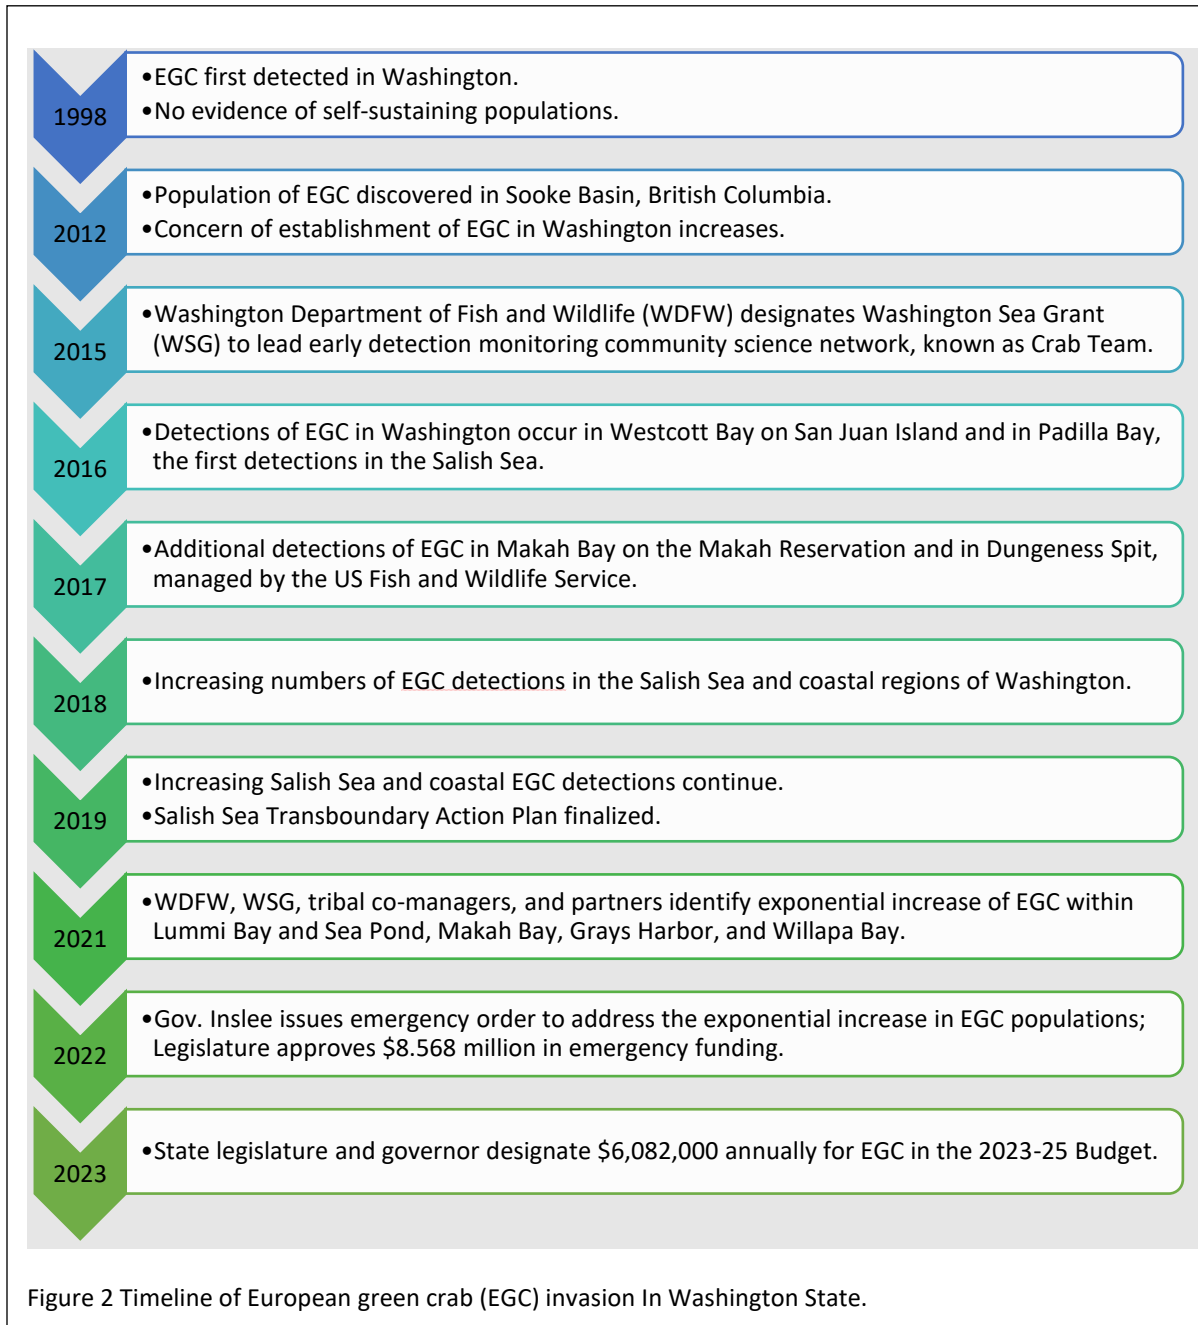 1998
•EGC first detected in Washington.
•No evidence of self-sustaining populations.
2012
•Population of EGC discovered in Sooke Basin, British Columbia.
•Concern of establishment of EGC in Washington increases.
2015
•Washington Department of Fish and Wildlife (WDFW) designates Washington Sea Grant
(WSG) to lead early detection monitoring community science network, known as Crab Team.
2016
•Detections of EGC in Washington occur in Westcott Bay on San Juan Island and in Padilla Bay,
the first detections in the Salish Sea.
2017
•Additional detections of EGC in Makah Bay on the Makah Reservation and in Dungeness Spit,
managed by the US Fish and Wildlife Service.
2018
•Increasing numbers of EGC detections in the Salish Sea and coastal regions of Washington.
2019
•Increasing Salish Sea and coastal EGC detections continue.
•Salish Sea Transboundary Action Plan finalized.
2021
•WDFW, WSG, tribal co-managers, and partners identify exponential increase of EGC within
Lummi Bay and Sea Pond, Makah Bay, Grays Harbor, and Willapa Bay.
2022
•Gov. Inslee issues emergency order to address the exponential increase in EGC populations;
Legislature approves $8.568 million in emergency funding.
2023
•State legislature and governor designate $6,082,000 annually for EGC in the 2023-25 Budget.
Figure 2 Timeline of European green crab (EGC) invasion In Washington State.